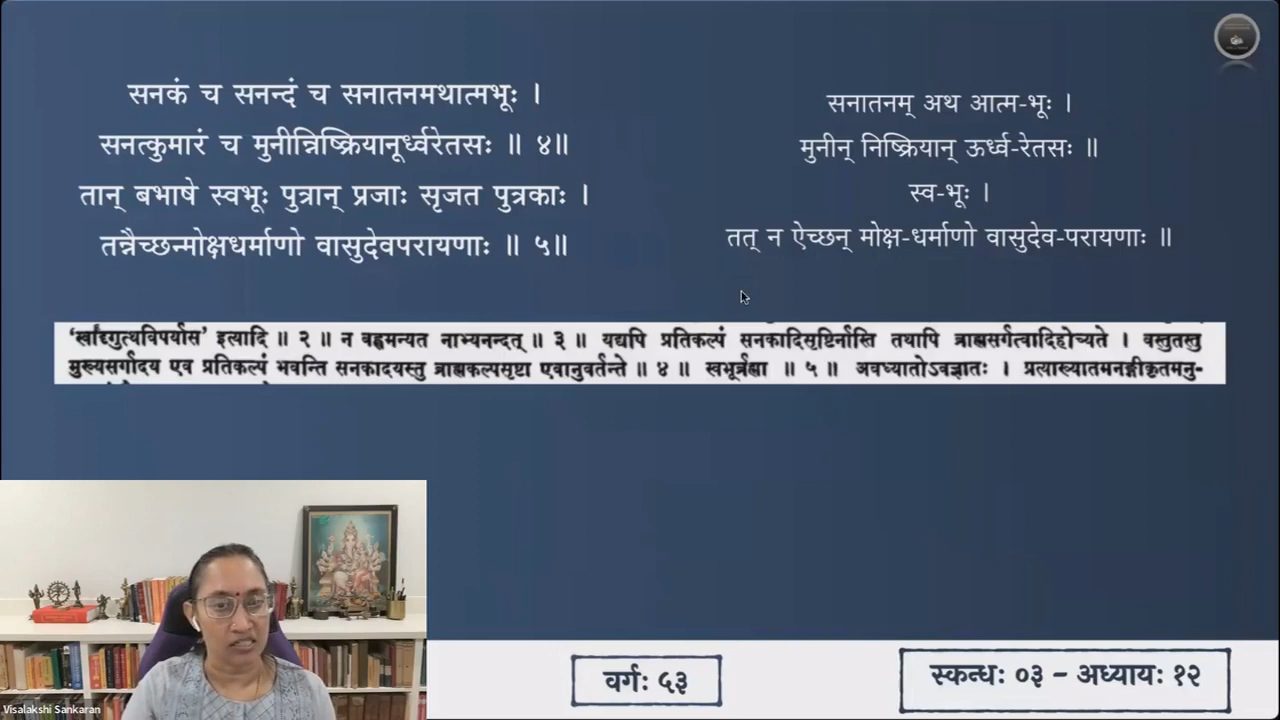 सनकं च सनन्दं च सनातनमथात्मभूः ।
सनत्कुमारं च मुनीन्निष्क्रियानूर्ध्वरेतसः ॥ ४॥
तान् बभाषे स्वभूः पुत्रान् प्रजाः सृजत पुत्रकाः ।
तन्नैच्छन्मोक्षधर्माणो वासुदेवपरायणाः ॥ ५॥
सनातनम् अथ आत्म-भूः ।
मुनीन् निष्क्रियान् ऊर्ध्व-रेतसः ॥
स्व-भूः ।
तत् न ऐच्छन् मोक्ष-धर्माणो वासुदेव-परायणाः ॥
इत्यादि ॥ २ ॥ न बह्वमन्यत नाभ्यनन्दत् ॥ ३ ॥ यद्यपि प्रतिकल्पं सनकादिसृष्टिर्नास्ति तथापि ब्राह्मसर्गत्वादिहोच्यते । वस्तुतस्तु
मुख्यसर्गादय एव प्रतिकल्पं भवन्ति सनकादयस्तु ब्राह्मकल्पसृष्टा एवानुवर्तन्ते ॥ ४ ॥ स्वभूर्ब्रह्मा ॥ ५ ॥ अवध्यातोऽवज्ञातः । प्रत्याख्यातमनङ्गीकृतमनु-
Visalakshi Sankaran
वर्गः ५३
स्कन्धः ०३ – अध्यायः १२